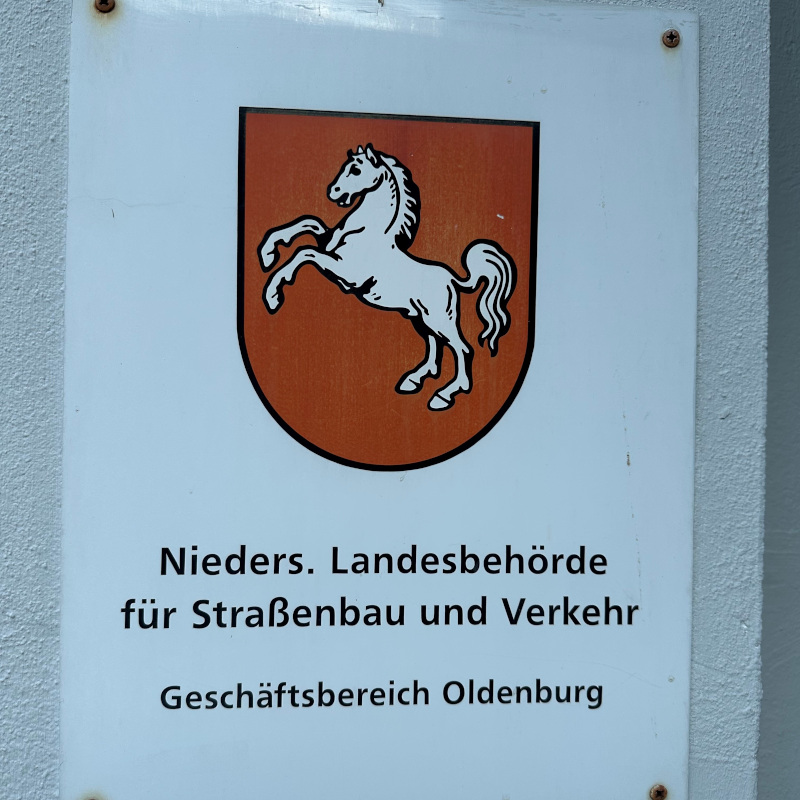 Nieders. Landesbehörde
für Straßenbau und Verkehr
Geschäftsbereich Oldenburg